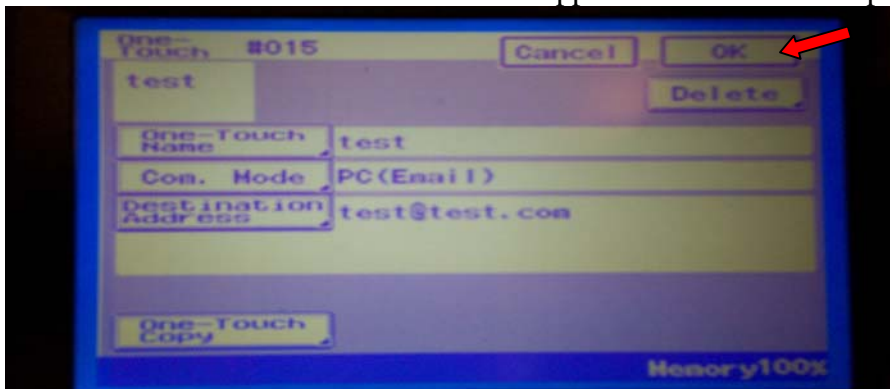 One-
Touch #015 Cancel OK
test
Delete
One-Touch
Name test
Com. Mode PC(Email)
Destination
Address test@test.com
One-Touch
Copy
Memory100%